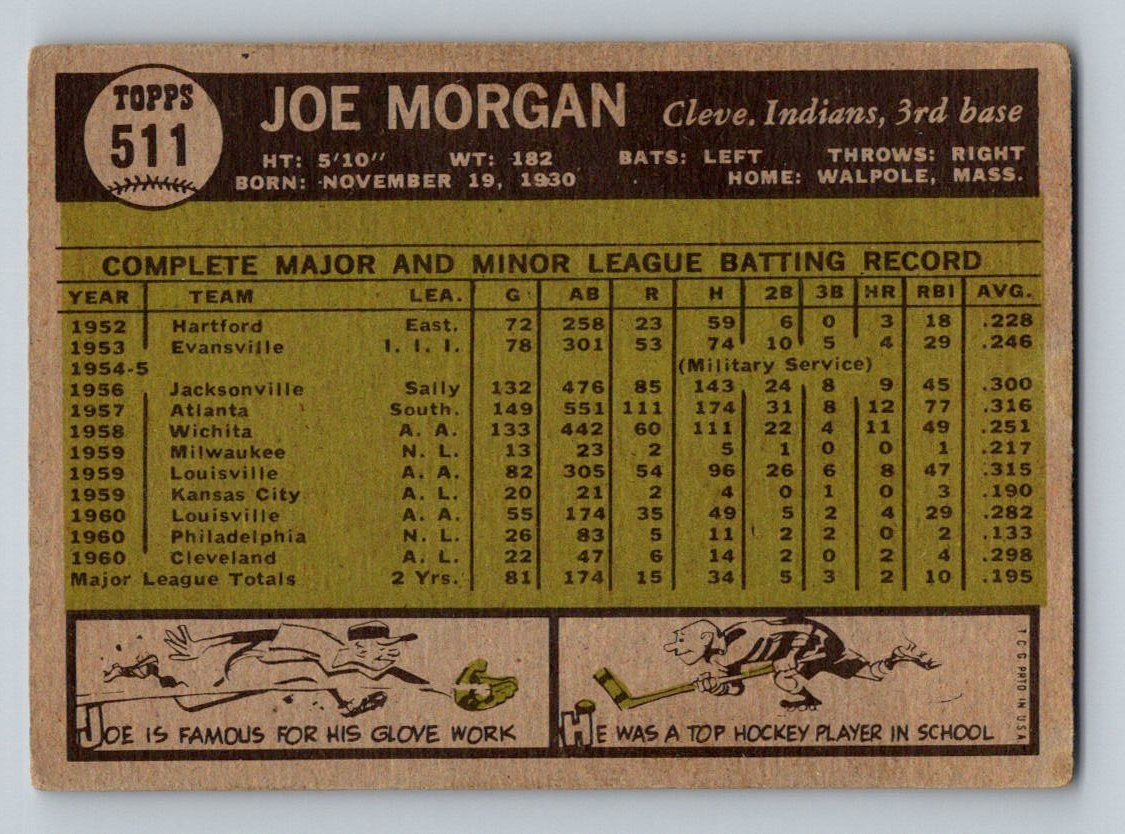 TOPPS
511
JOE MORGAN Cleve. Indians, 3rd base
HT: 5'10" WT: 182 BATS: LEFT THROWS: RIGHT
BORN: NOVEMBER 19, 1930 HOME: WALPOLE, MASS.
COMPLETE MAJOR AND MINOR LEAGUE BATTING RECORD
YEAR TEAM LEA. G AB R H 2B 3B HR RBI AVG.
1952 Hartford East. 72 258 23 59 6 0 3 18 .228
1953 Evansville I. I. I. 78 301 53 74 10 5 4 29 .246
1954-5 (Military Service)
1956 Jacksonville Sally 132 476 85 143 24 8 9 45 .300
1957 Atlanta South. 149 551 111 174 31 8 12 77 .316
1958 Wichita A. A. 133 442 60 111 22 4 11 49 .251
1959 Milwaukee N. L. 13 23 2 5 1 0 0 1 .217
1959 Louisville A. A. 82 305 54 96 26 6 8 47 .315
1959 Kansas City A. L. 20 21 2 4 0 1 0 3 .190
1960 Louisville A. A. 55 174 35 49 5 2 4 29 .282
1960 Philadelphia N. L. 26 83 5 11 2 2 0 2 .133
1960 Cleveland A. L. 22 47 6 14 2 0 2 4 .298
Major League Totals 2 Yrs. 81 174 15 34 5 3 2 10 .195
JOE IS FAMOUS FOR HIS GLOVE WORK
HE WAS A TOP HOCKEY PLAYER IN SCHOOL
T.C.G. PRTD. IN U.S.A.